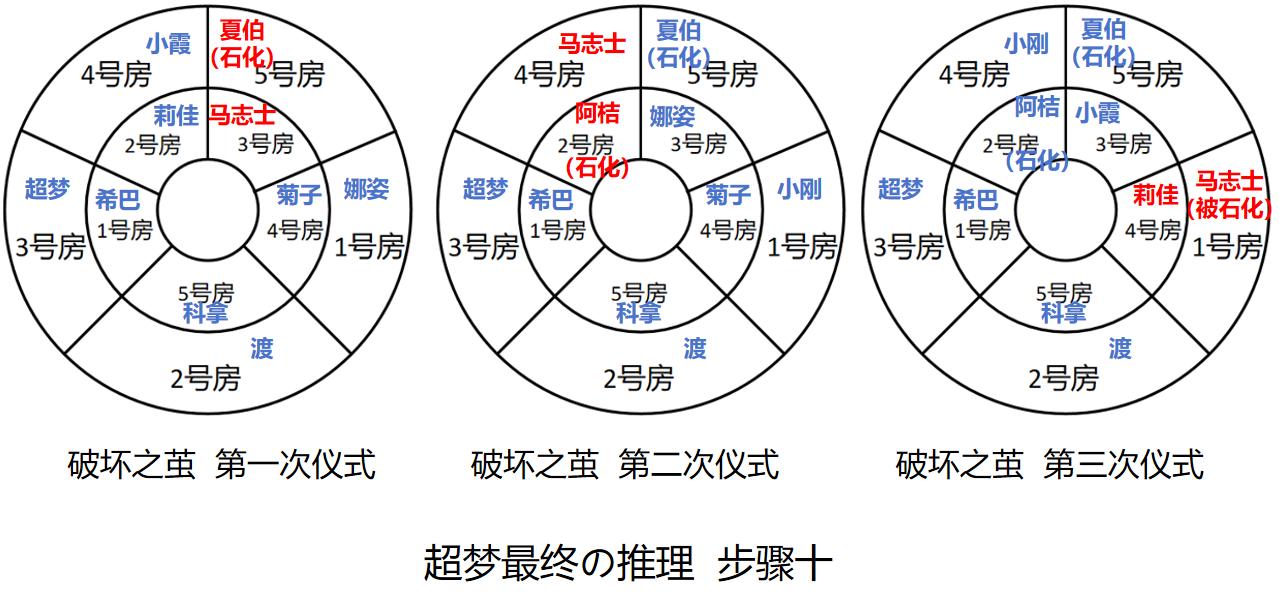 小霞
夏伯
(石化)
4号房
5号房
莉佳
马志士
2号房
3号房
超梦
希巴
菊子
娜姿
3号房
1号房
4号房
1号房
5号房
科拿
渡
2号房
破坏之茧 第一次仪式
马志士
夏伯
(石化)
4号房
5号房
阿桔
娜姿
2号房
3号房
(石化)
超梦
希巴
菊子
小刚
3号房
1号房
4号房
1号房
5号房
科拿
渡
2号房
破坏之茧 第二次仪式
小刚
夏伯
(石化)
4号房
5号房
阿桔
小霞
2号房
3号房
(石化)
超梦
希巴
莉佳
马志士
(被石化)
3号房
1号房
4号房
1号房
5号房
科拿
渡
2号房
破坏之茧 第三次仪式
超梦最终の推理 步骤十